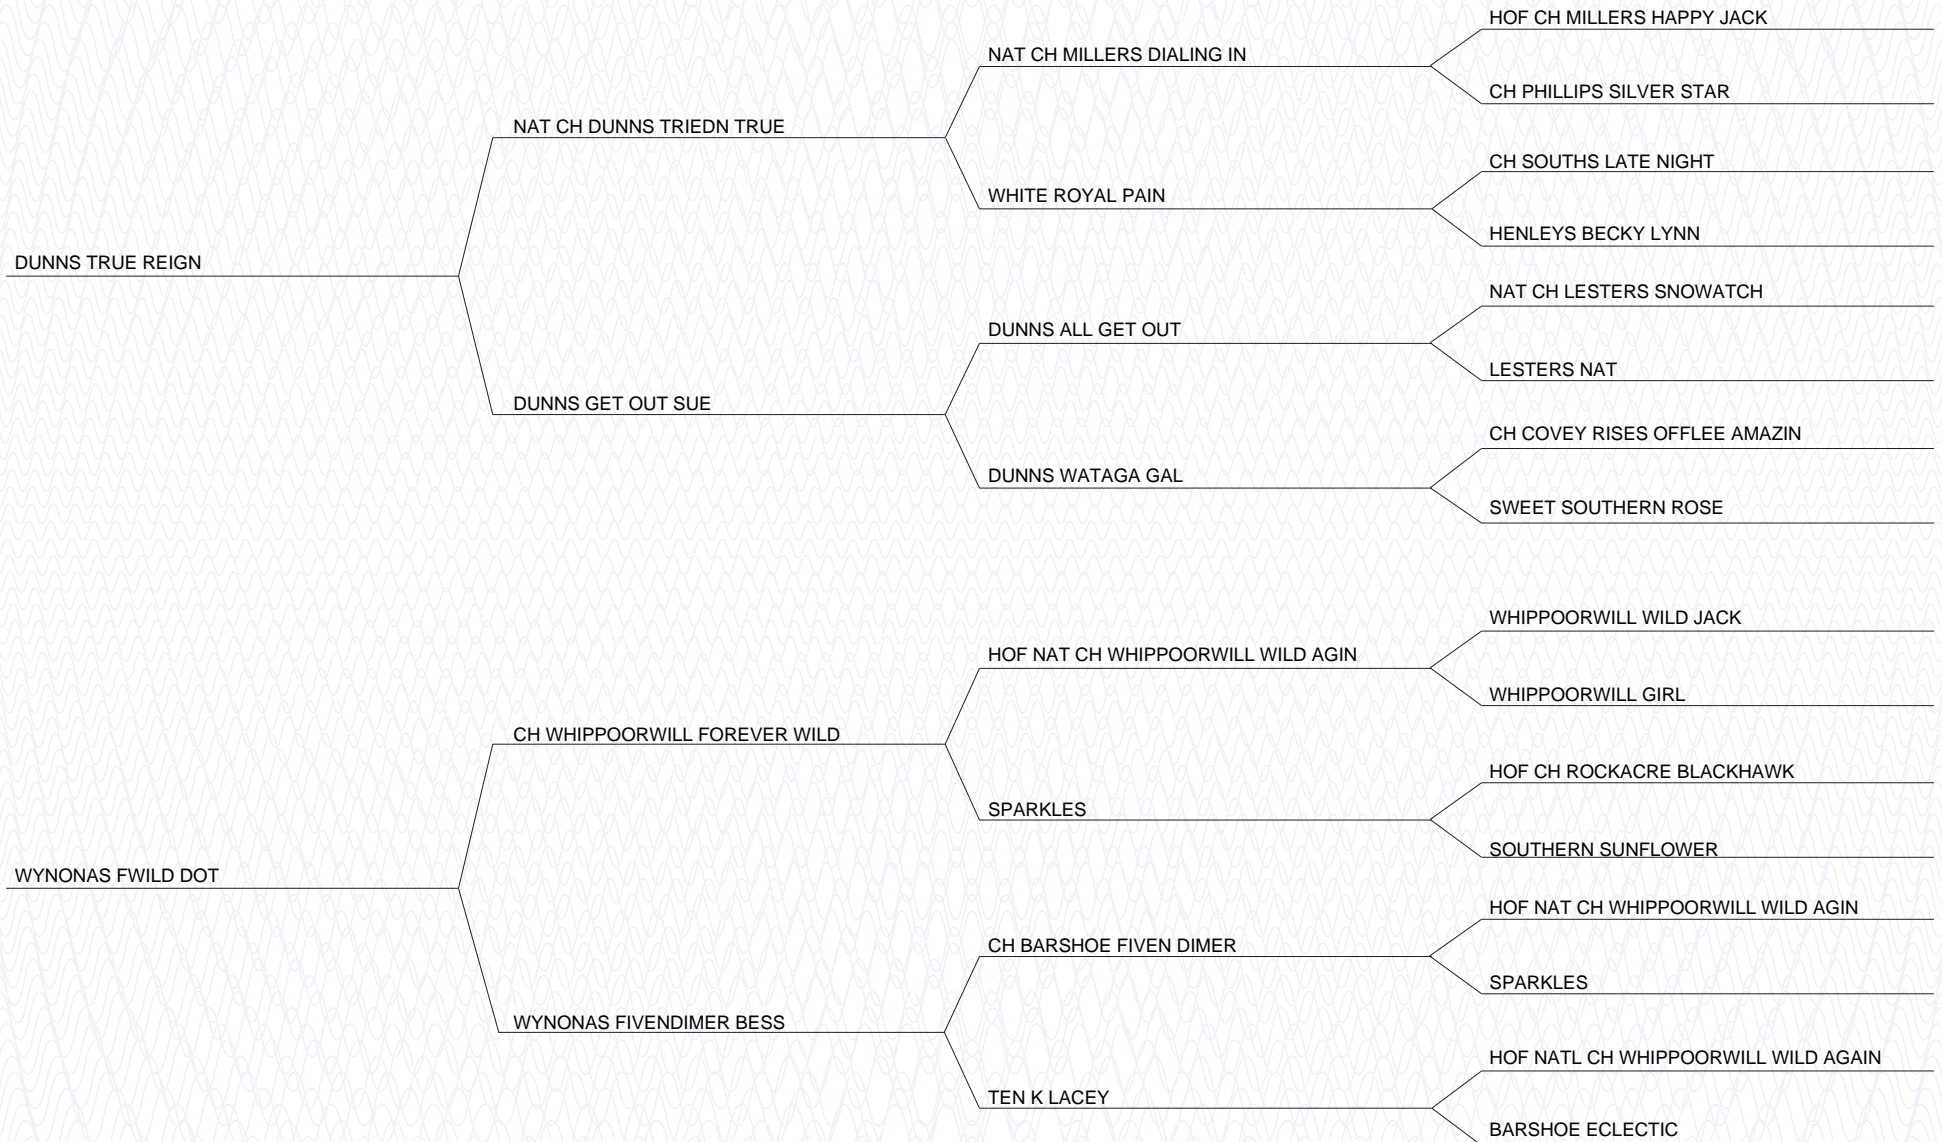 HOF CH MILLERS HAPPY JACK
NAT CH MILLERS DIALING IN
CH PHILLIPS SILVER STAR
NAT CH DUNNS TRIEDN TRUE
CH SOUTHS LATE NIGHT
WHITE ROYAL PAIN
HENLEYS BECKY LYNN
DUNNS TRUE REIGN
NAT CH LESTERS SNOWATCH
DUNNS ALL GET OUT
LESTERS NAT
DUNNS GET OUT SUE
CH COVEY RISES OFFLEE AMAZIN
DUNNS WATAGA GAL
SWEET SOUTHERN ROSE
WHIPPOORWILL WILD JACK
HOF NAT CH WHIPPOORWILL WILD AGIN
WHIPPOORWILL GIRL
CH WHIPPOORWILL FOREVER WILD
HOF CH ROCKACRE BLACKHAWK
SPARKLES
SOUTHERN SUNFLOWER
WYNONAS FWILD DOT
HOF NAT CH WHIPPOORWILL WILD AGIN
CH BARSHOE FIVEN DIMER
SPARKLES
WYNONAS FIVENDIMER BESS
HOF NATL CH WHIPPOORWILL WILD AGAIN
TEN K LACEY
BARSHOE ECLECTIC